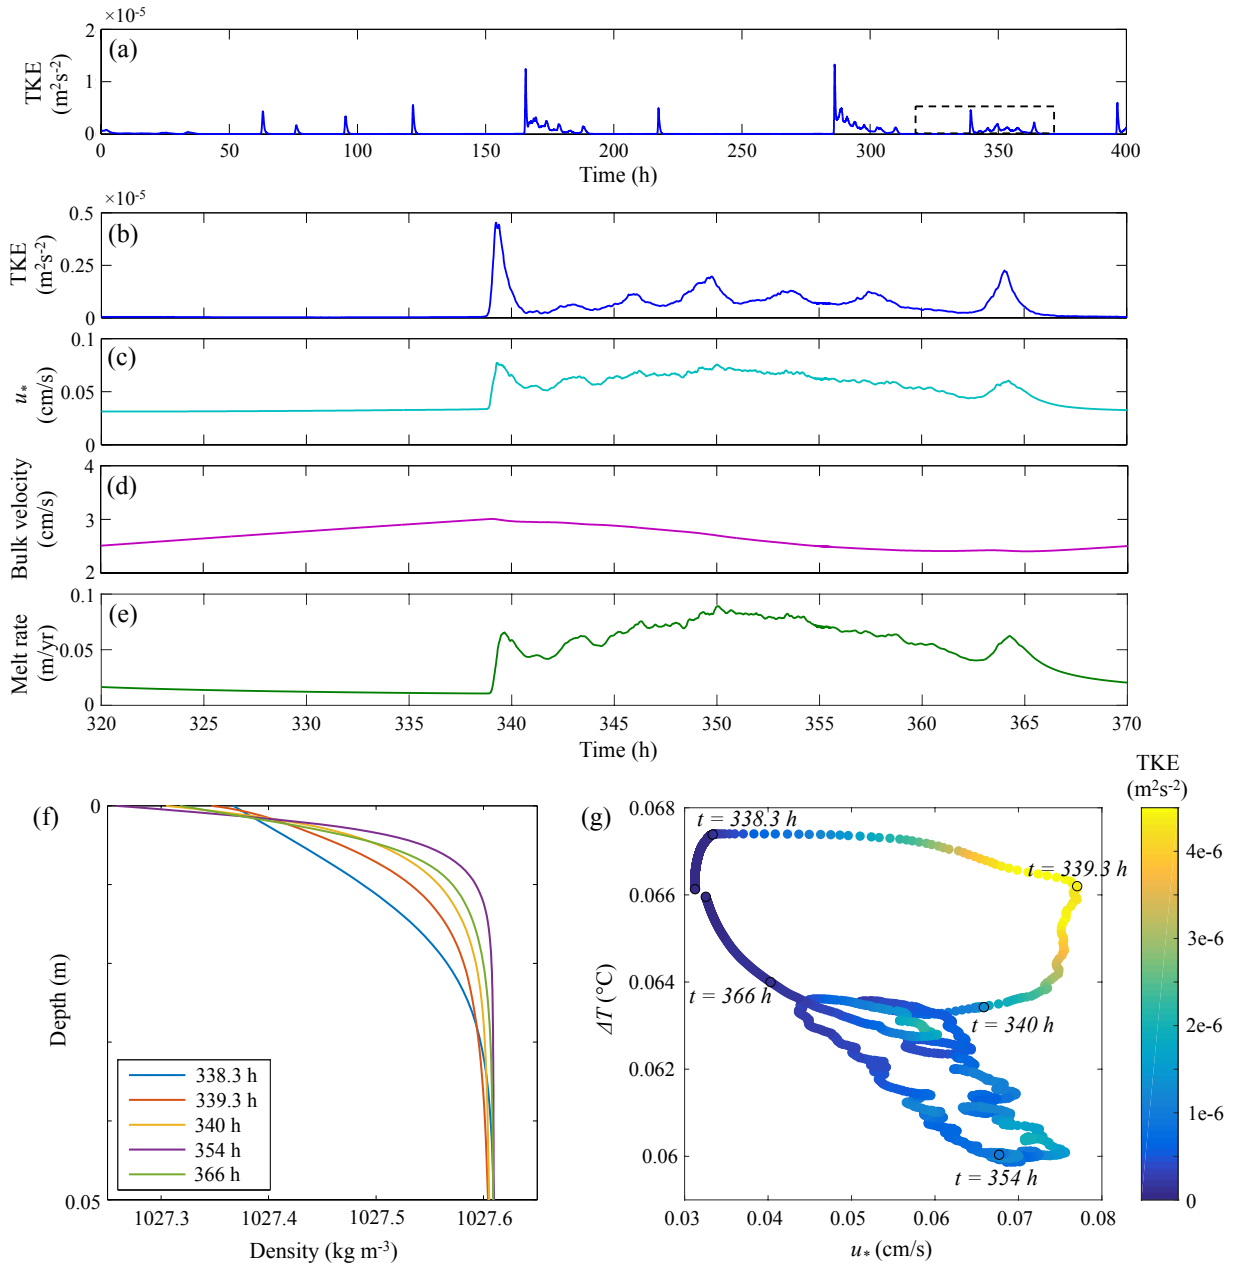 ×10⁻⁵
(a)
TKE
(m²s⁻²)
2
1
0
0 50 100 150 200 250 300 350 400
Time (h)
×10⁻⁵
(b)
TKE
(m²s⁻²)
0.5
0.25
0
(c)
u*
(cm/s)
0.1
0.05
0
(d)
Bulk velocity
(cm/s)
4
3
2
(e)
Melt rate
(m/yr)
0.1
0.05
0
320 325 330 335 340 345 350 355 360 365 370
Time (h)
(f)
0
Depth (m)
0.05
338.3 h
339.3 h
340 h
354 h
366 h
1027.3 1027.4 1027.5 1027.6
Density (kg m⁻³)
(g)
0.068
0.066
0.064
0.062
0.06
ΔT (°C)
t = 338.3 h
t = 339.3 h
t = 366 h
t = 340 h
t = 354 h
0.03 0.04 0.05 0.06 0.07 0.08
u* (cm/s)
TKE
(m²s⁻²)
4e-6
3e-6
2e-6
1e-6
0